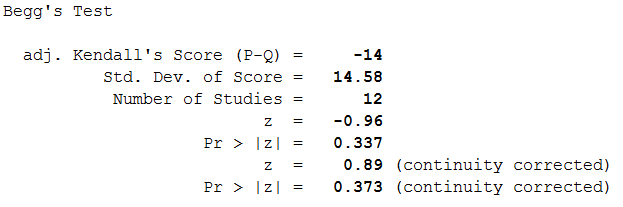 Begg's Test
adj. Kendall's Score (P-Q) = -14
Std. Dev. of Score = 14.58
Number of Studies = 12
z = -0.96
Pr > |z| = 0.337
z = 0.89 (continuity corrected)
Pr > |z| = 0.373 (continuity corrected)